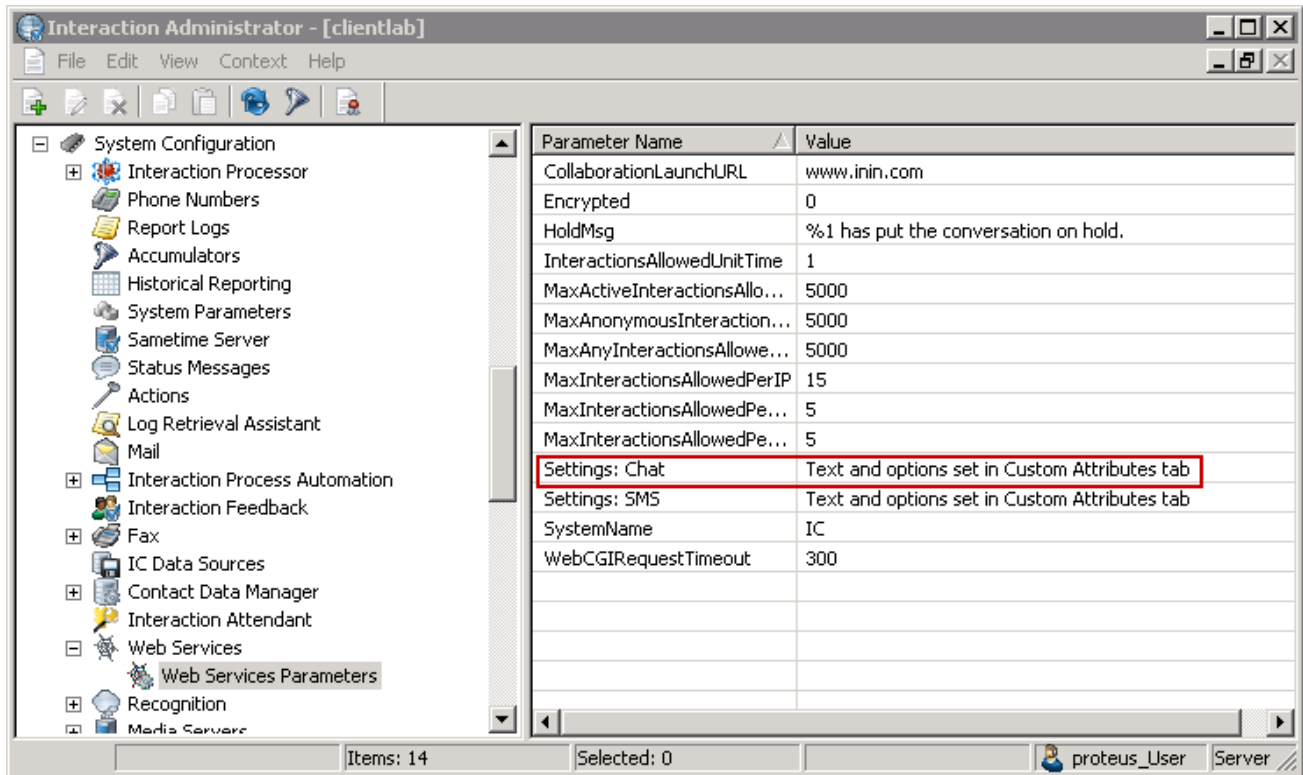 Interaction Administrator - [clientlab]
File Edit View Context Help
System Configuration
Interaction Processor
Phone Numbers
Report Logs
Accumulators
Historical Reporting
System Parameters
Sametime Server
Status Messages
Actions
Log Retrieval Assistant
Mail
Interaction Process Automation
Interaction Feedback
Fax
IC Data Sources
Contact Data Manager
Interaction Attendant
Web Services
Web Services Parameters
Recognition
Media Servers
Parameter Name Value
CollaborationLaunchURL www.inin.com
Encrypted 0
HoldMsg %1 has put the conversation on hold.
InteractionsAllowedUnitTime 1
MaxActiveInteractionsAllo... 5000
MaxAnonymousInteraction... 5000
MaxAnyInteractionsAllowe... 5000
MaxInteractionsAllowedPerIP 15
MaxInteractionsAllowedPe... 5
MaxInteractionsAllowedPe... 5
Settings: Chat Text and options set in Custom Attributes tab
Settings: SMS Text and options set in Custom Attributes tab
SystemName IC
WebCGIRequestTimeout 300
Items: 14 Selected: 0 proteus_User Server